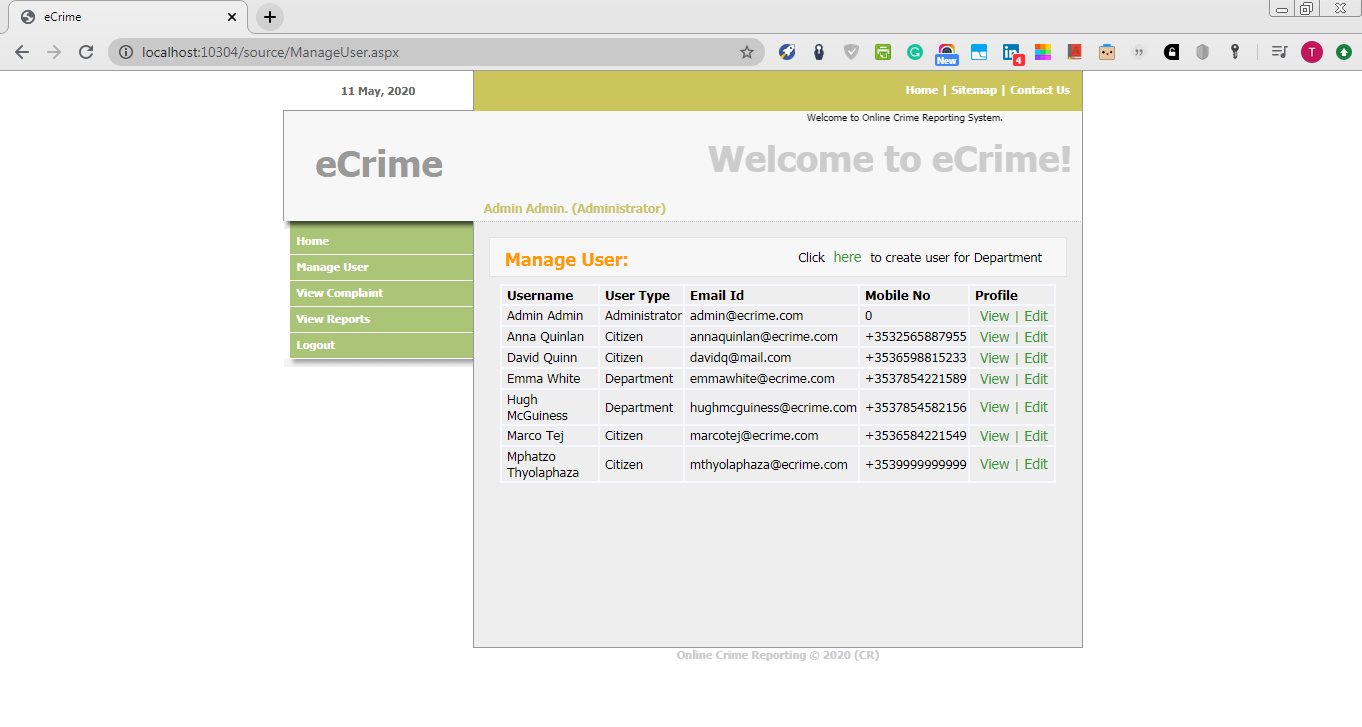 eCrime
localhost:10304/source/ManageUser.aspx
New
4
T
11 May, 2020
Home | Sitemap | Contact Us
Welcome to Online Crime Reporting System.
eCrime
Welcome to eCrime!
Admin Admin. (Administrator)
Home
Manage User
View Complaint
View Reports
Logout
Manage User:
Click here to create user for Department
Username User Type Email Id Mobile No Profile
Admin Admin Administrator admin@ecrime.com 0 View | Edit
Anna Quinlan Citizen annaquinlan@ecrime.com +3532565887955 View | Edit
David Quinn Citizen davidq@mail.com +3536598815233 View | Edit
Emma White Department emmawhite@ecrime.com +3537854221589 View | Edit
Hugh
McGuiness Department hughmcguiness@ecrime.com +3537854582156 View | Edit
Marco Tej Citizen marcotej@ecrime.com +3536584221549 View | Edit
Mphatzo
Thyolaphaza Citizen mthyolaphaza@ecrime.com +3539999999999 View | Edit
Online Crime Reporting © 2020 (CR)